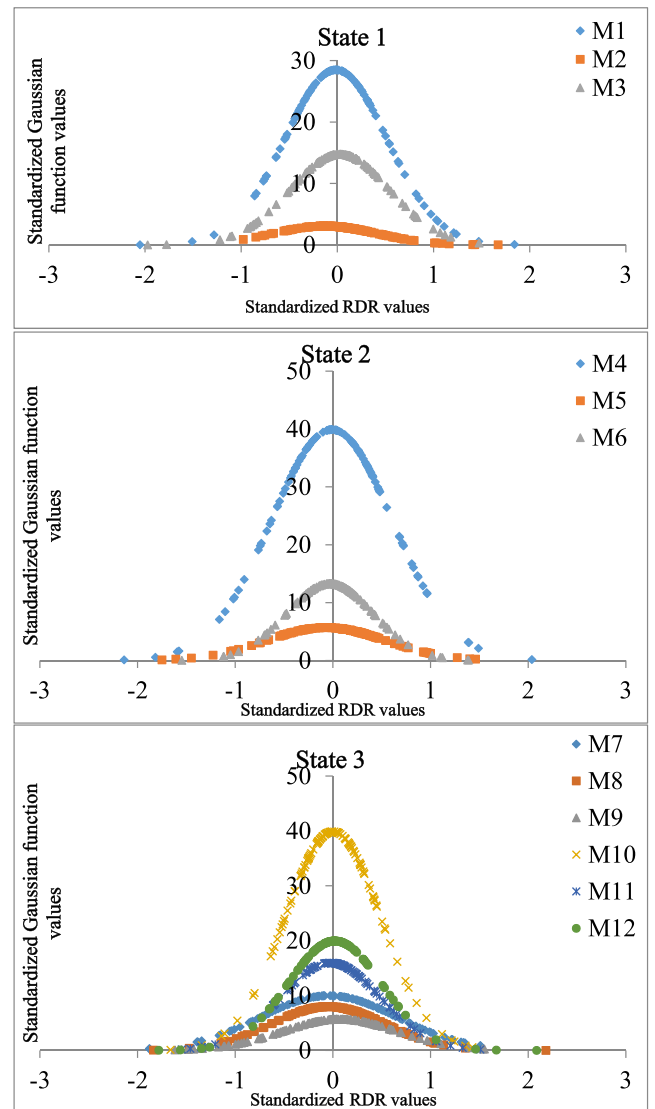 State 1
M1
M2
M3
Standardized Gaussian
function values
30
20
10
0
-3 -2 -1 0 1 2 3
Standardized RDR values
State 2
M4
M5
M6
Standardized Gaussian function
values
50
40
30
20
10
0
-3 -2 -1 0 1 2 3
Standardized RDR values
State 3
M7
M8
M9
M10
M11
M12
Standardized Gaussian function
values
50
40
30
20
10
0
-3 -2 -1 0 1 2 3
Standardized RDR values